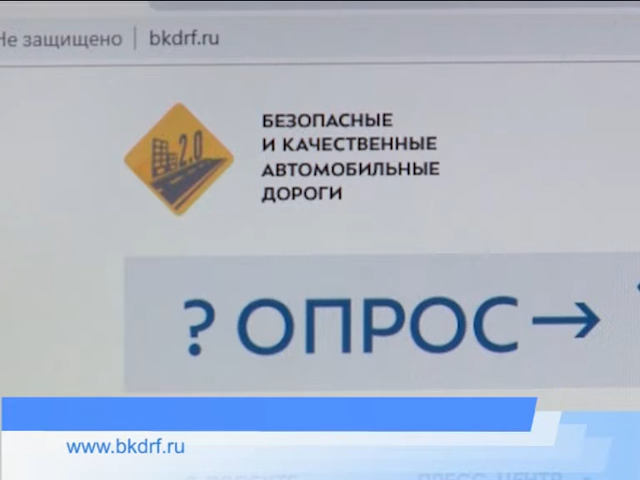 Не защищено | bkdrf.ru
2.0
БЕЗОПАСНЫЕ
И КАЧЕСТВЕННЫЕ
АВТОМОБИЛЬНЫЕ
ДОРОГИ
? ОПРОС→
www.bkdrf.ru